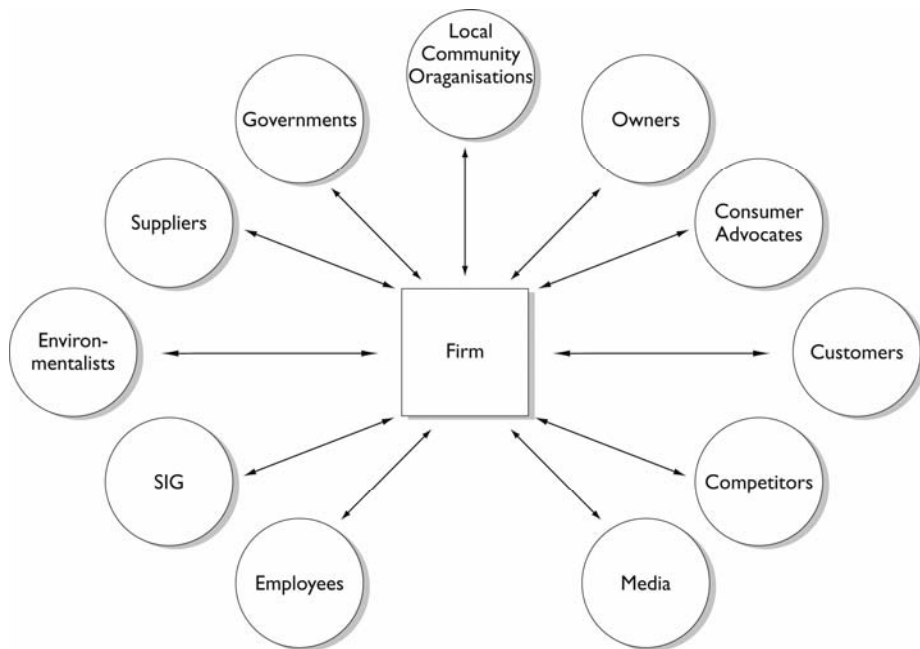 Local
Community
Oraganisations
Governments
Owners
Suppliers
Consumer
Advocates
Environ-
mentalists
Firm
Customers
SIG
Competitors
Employees
Media